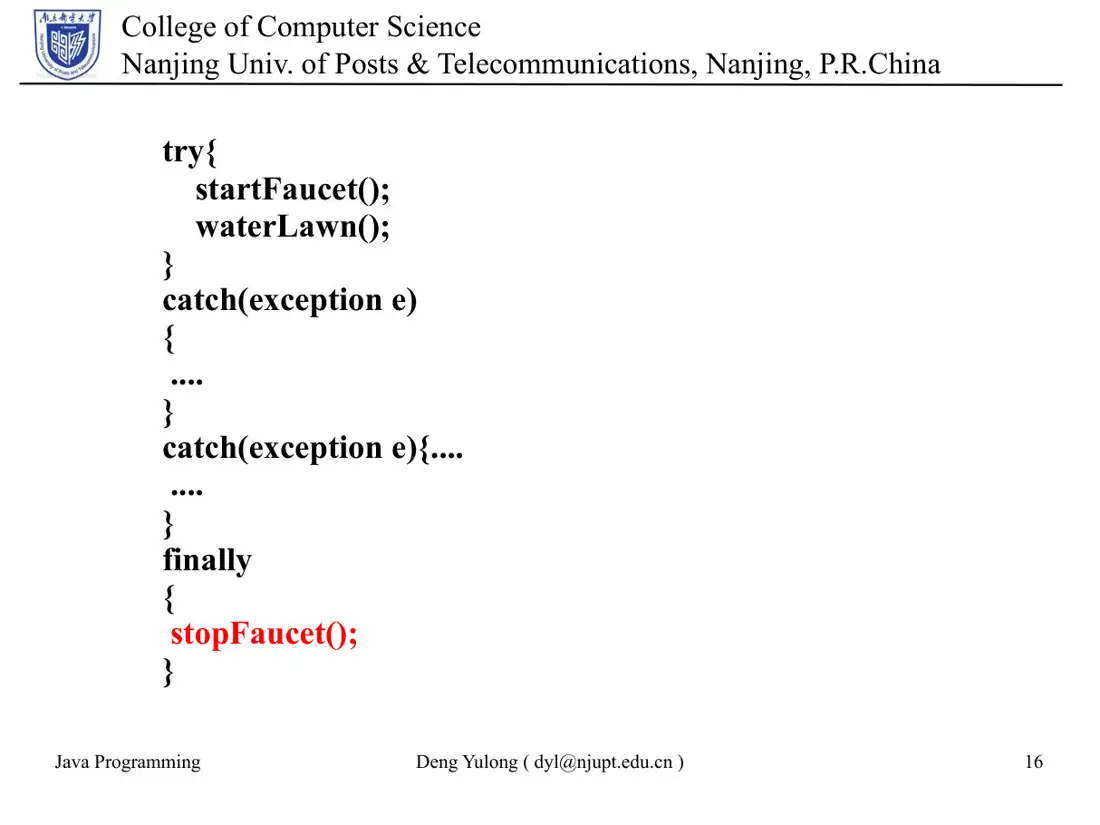 College of Computer Science
Nanjing Univ. of Posts & Telecommunications, Nanjing, P.R.China
try{
startFaucet();
waterLawn();
}
catch(exception e)
{
....
}
catch(exception e){....
....
}
finally
{
stopFaucet();
}
Java Programming
Deng Yulong ( dyl@njupt.edu.cn )
16